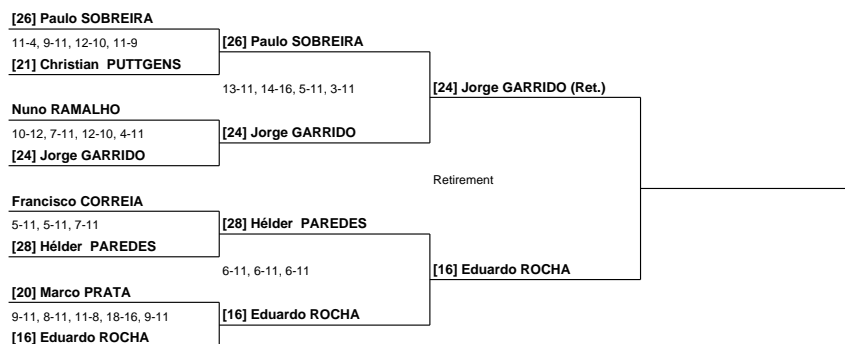 [26] Paulo SOBREIRA
11-4, 9-11, 12-10, 11-9
[26] Paulo SOBREIRA
[21] Christian PUTTGENS
13-11, 14-16, 5-11, 3-11
[24] Jorge GARRIDO (Ret.)
Nuno RAMALHO
10-12, 7-11, 12-10, 4-11
[24] Jorge GARRIDO
[24] Jorge GARRIDO
Retirement
Francisco CORREIA
5-11, 5-11, 7-11
[28] Hélder PAREDES
[28] Hélder PAREDES
6-11, 6-11, 6-11
[16] Eduardo ROCHA
[20] Marco PRATA
9-11, 8-11, 11-8, 18-16, 9-11
[16] Eduardo ROCHA
[16] Eduardo ROCHA